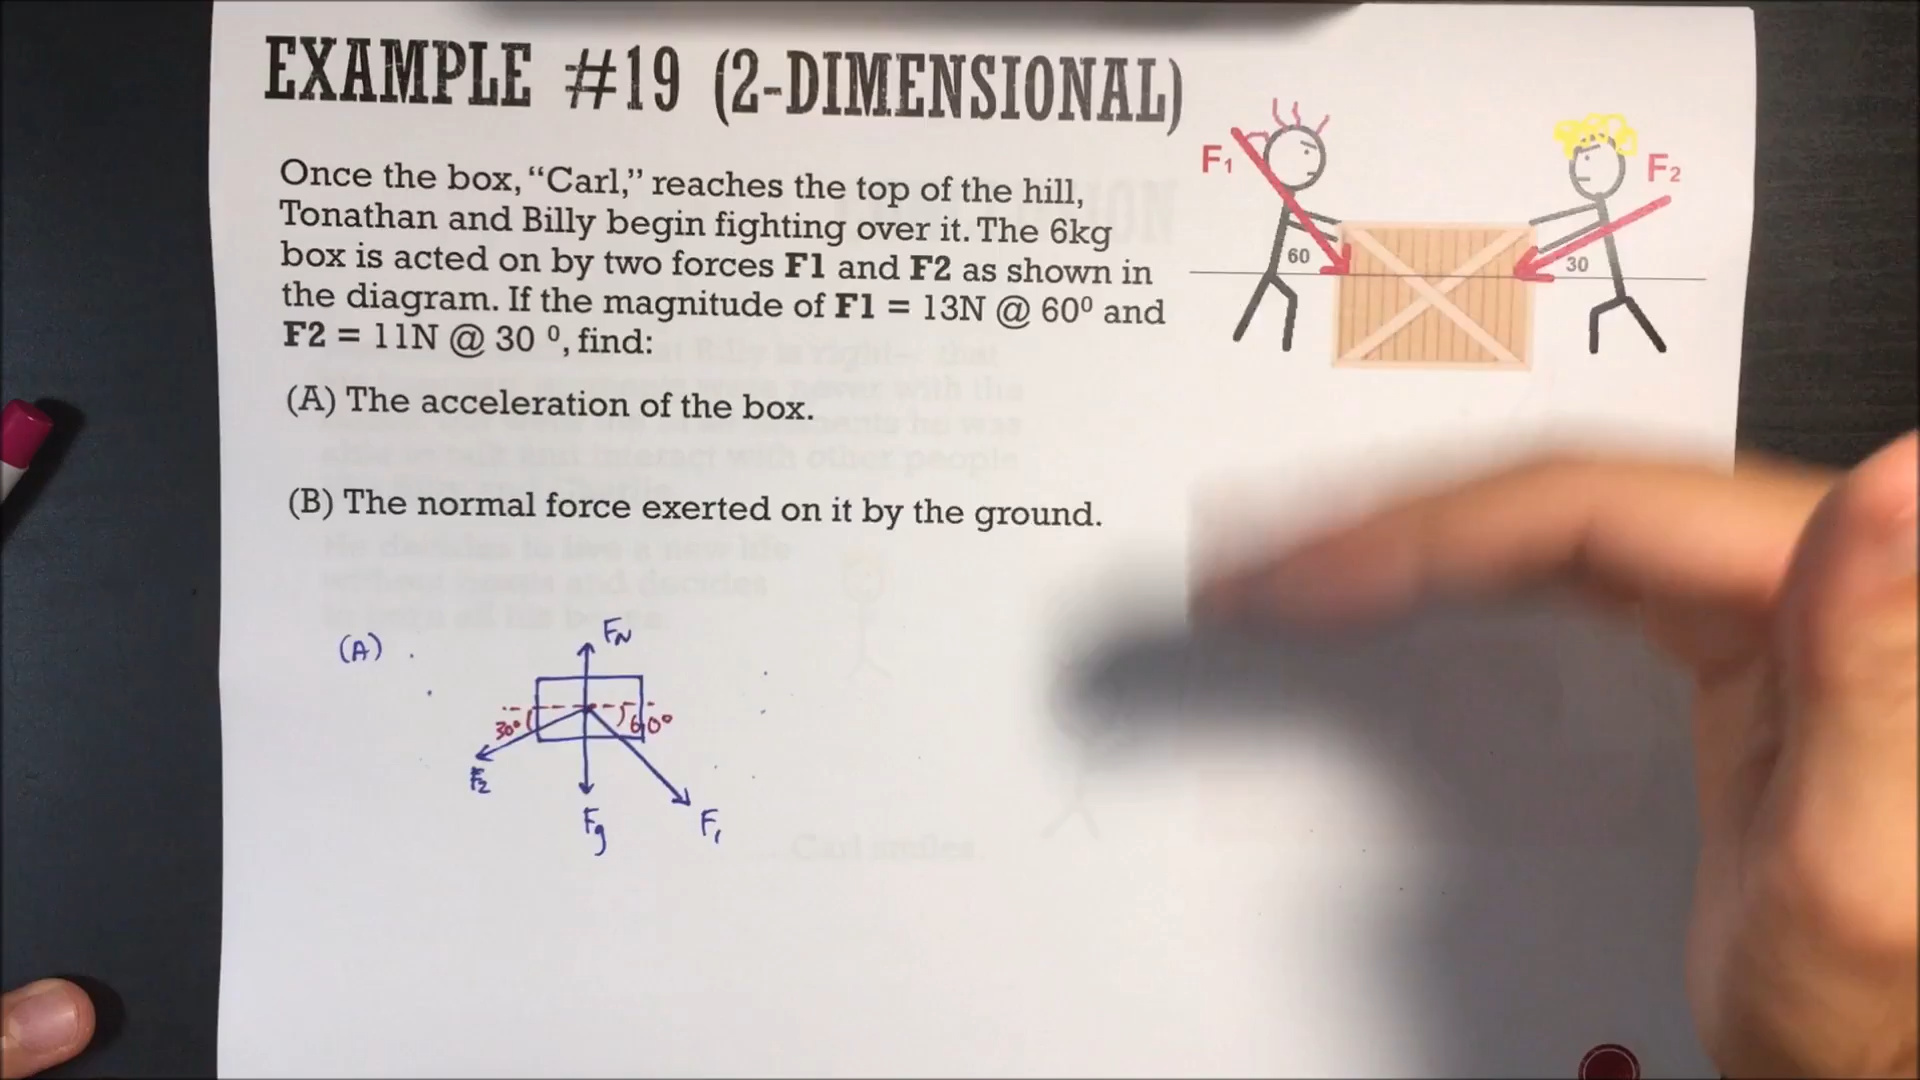 EXAMPLE #19 (2-DIMENSIONAL)
F1
F2
60
30
Once the box, “Carl,” reaches the top of the hill,
Tonathan and Billy begin fighting over it. The 6kg
box is acted on by two forces F1 and F2 as shown in
the diagram. If the magnitude of F1 = 13N @ 60⁰ and
F2 = 11N @ 30 ⁰, find:
(A) The acceleration of the box.
(B) The normal force exerted on it by the ground.
(A)
FN
30°
60°
F2
Fg
F1
Carl smiles.